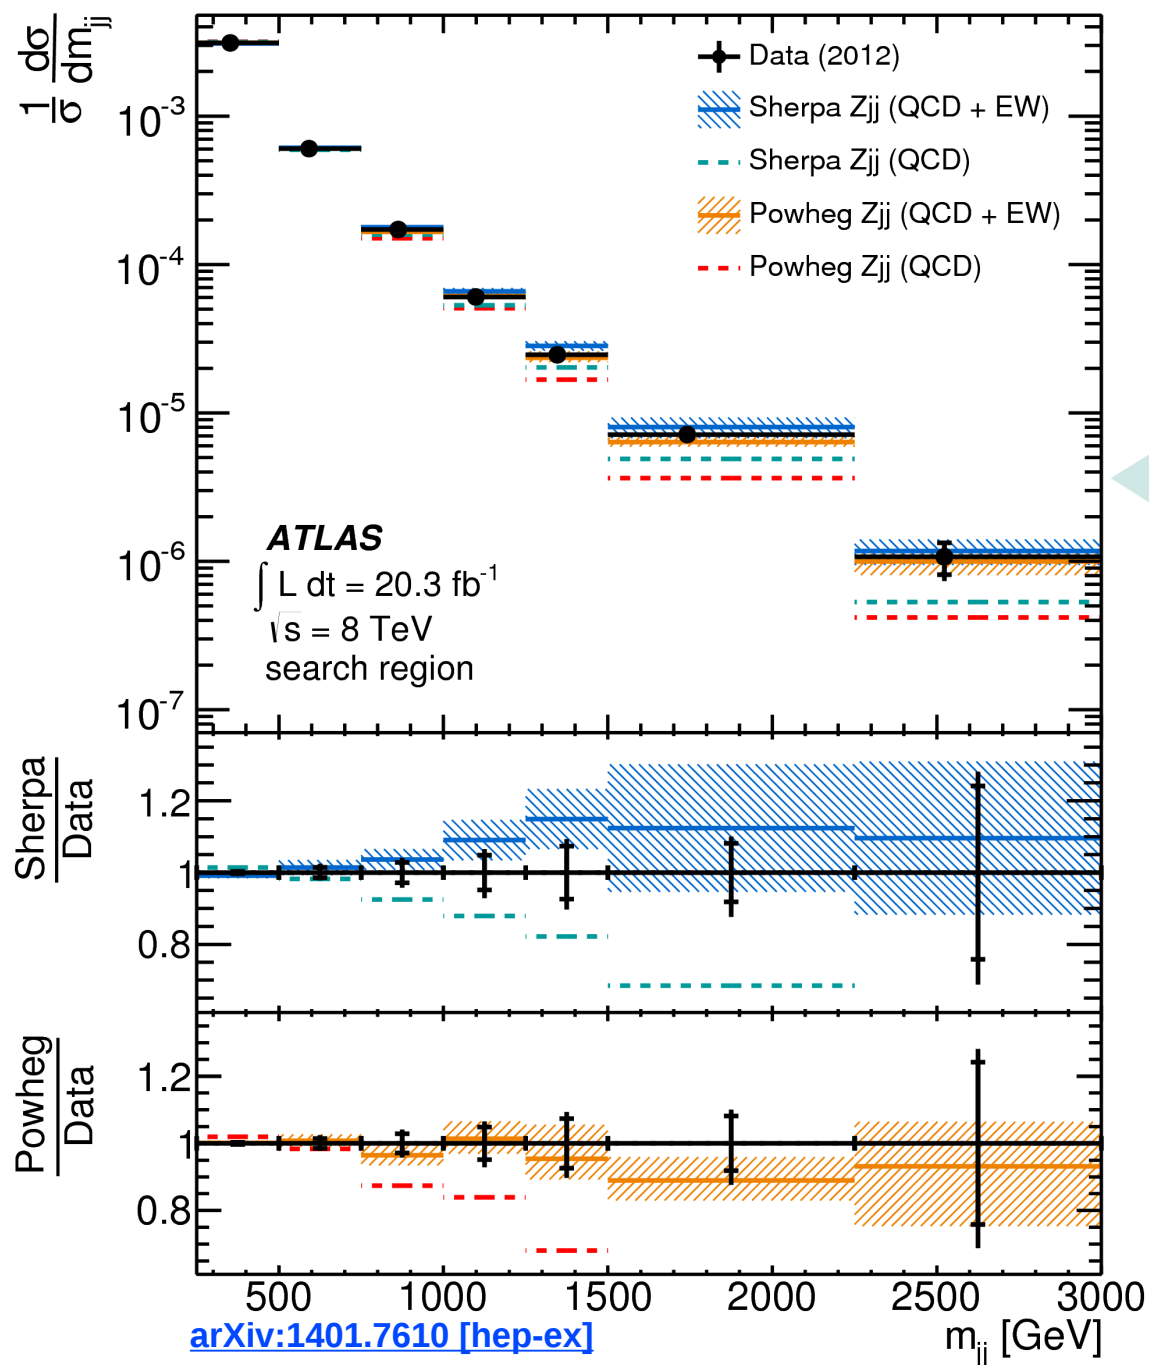 1/σ dσ/dm_jj
Data (2012)
Sherpa Zjj (QCD + EW)
Sherpa Zjj (QCD)
Powheg Zjj (QCD + EW)
Powheg Zjj (QCD)
10⁻³
10⁻⁴
10⁻⁵
10⁻⁶
10⁻⁷
ATLAS
∫ L dt = 20.3 fb⁻¹
√s = 8 TeV
search region
Sherpa
Data
1.2
1
0.8
Powheg
Data
1.2
1
0.8
500 1000 1500 2000 2500 3000
arXiv:1401.7610 [hep-ex]
m_jj [GeV]